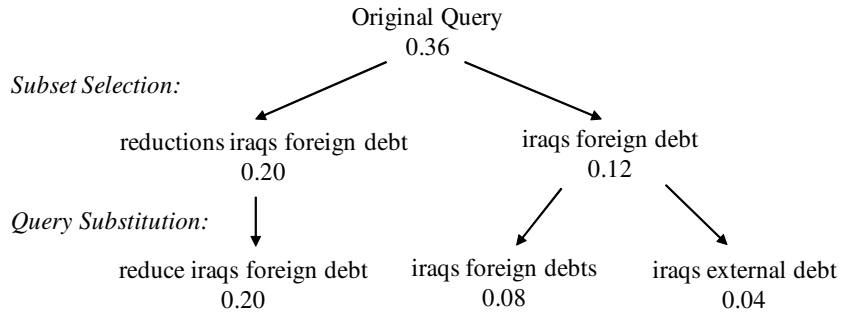 Original Query
0.36
Subset Selection:
reductions iraqs foreign debt
0.20
iraqs foreign debt
0.12
Query Substitution:
reduce iraqs foreign debt
0.20
iraqs foreign debts
0.08
iraqs external debt
0.04